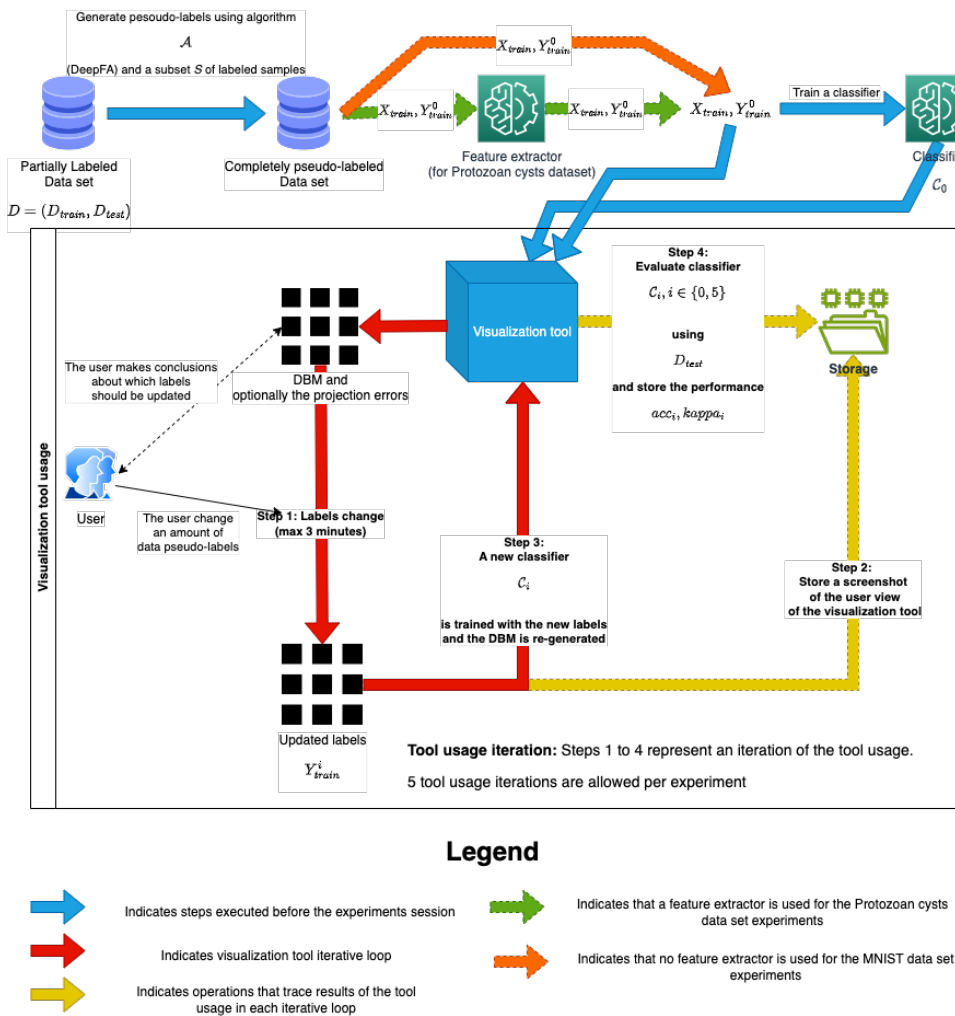 Generate pesoudo-labels using algorithm
𝒜
(DeepFA) and a subset S of labeled samples
X_train, Y^0_train
X_train, Y^0_train
X_train, Y^0_train
X_train, Y^0_train
Train a classifier
Partially Labeled
Data set
D = (D_train, D_test)
Completely pseudo-labeled
Data set
Feature extractor
(for Protozoan cysts dataset)
Classifi
C_0
Visualization tool usage
Visualization tool
Step 4:
Evaluate classifier
C_i, i ∈ {0, 5}
using
D_test
and store the performance
acc_i, kappa_i
Storage
DBM and
optionally the projection errors
The user makes conclusions
about which labels
should be updated
User
The user change
an amount of
data pseudo-labels
Step 1: Labels change
(max 3 minutes)
Step 3:
A new classifier
C_i
is trained with the new labels
and the DBM is re-generated
Step 2:
Store a screenshot
of the user view
of the visualization tool
Updated labels
Y^i_train
Tool usage iteration: Steps 1 to 4 represent an iteration of the tool usage.
5 tool usage iterations are allowed per experiment
Legend
Indicates steps executed before the experiments session
Indicates visualization tool iterative loop
Indicates operations that trace results of the tool
usage in each iterative loop
Indicates that a feature extractor is used for the Protozoan cysts
data set experiments
Indicates that no feature extractor is used for the MNIST data set
experiments